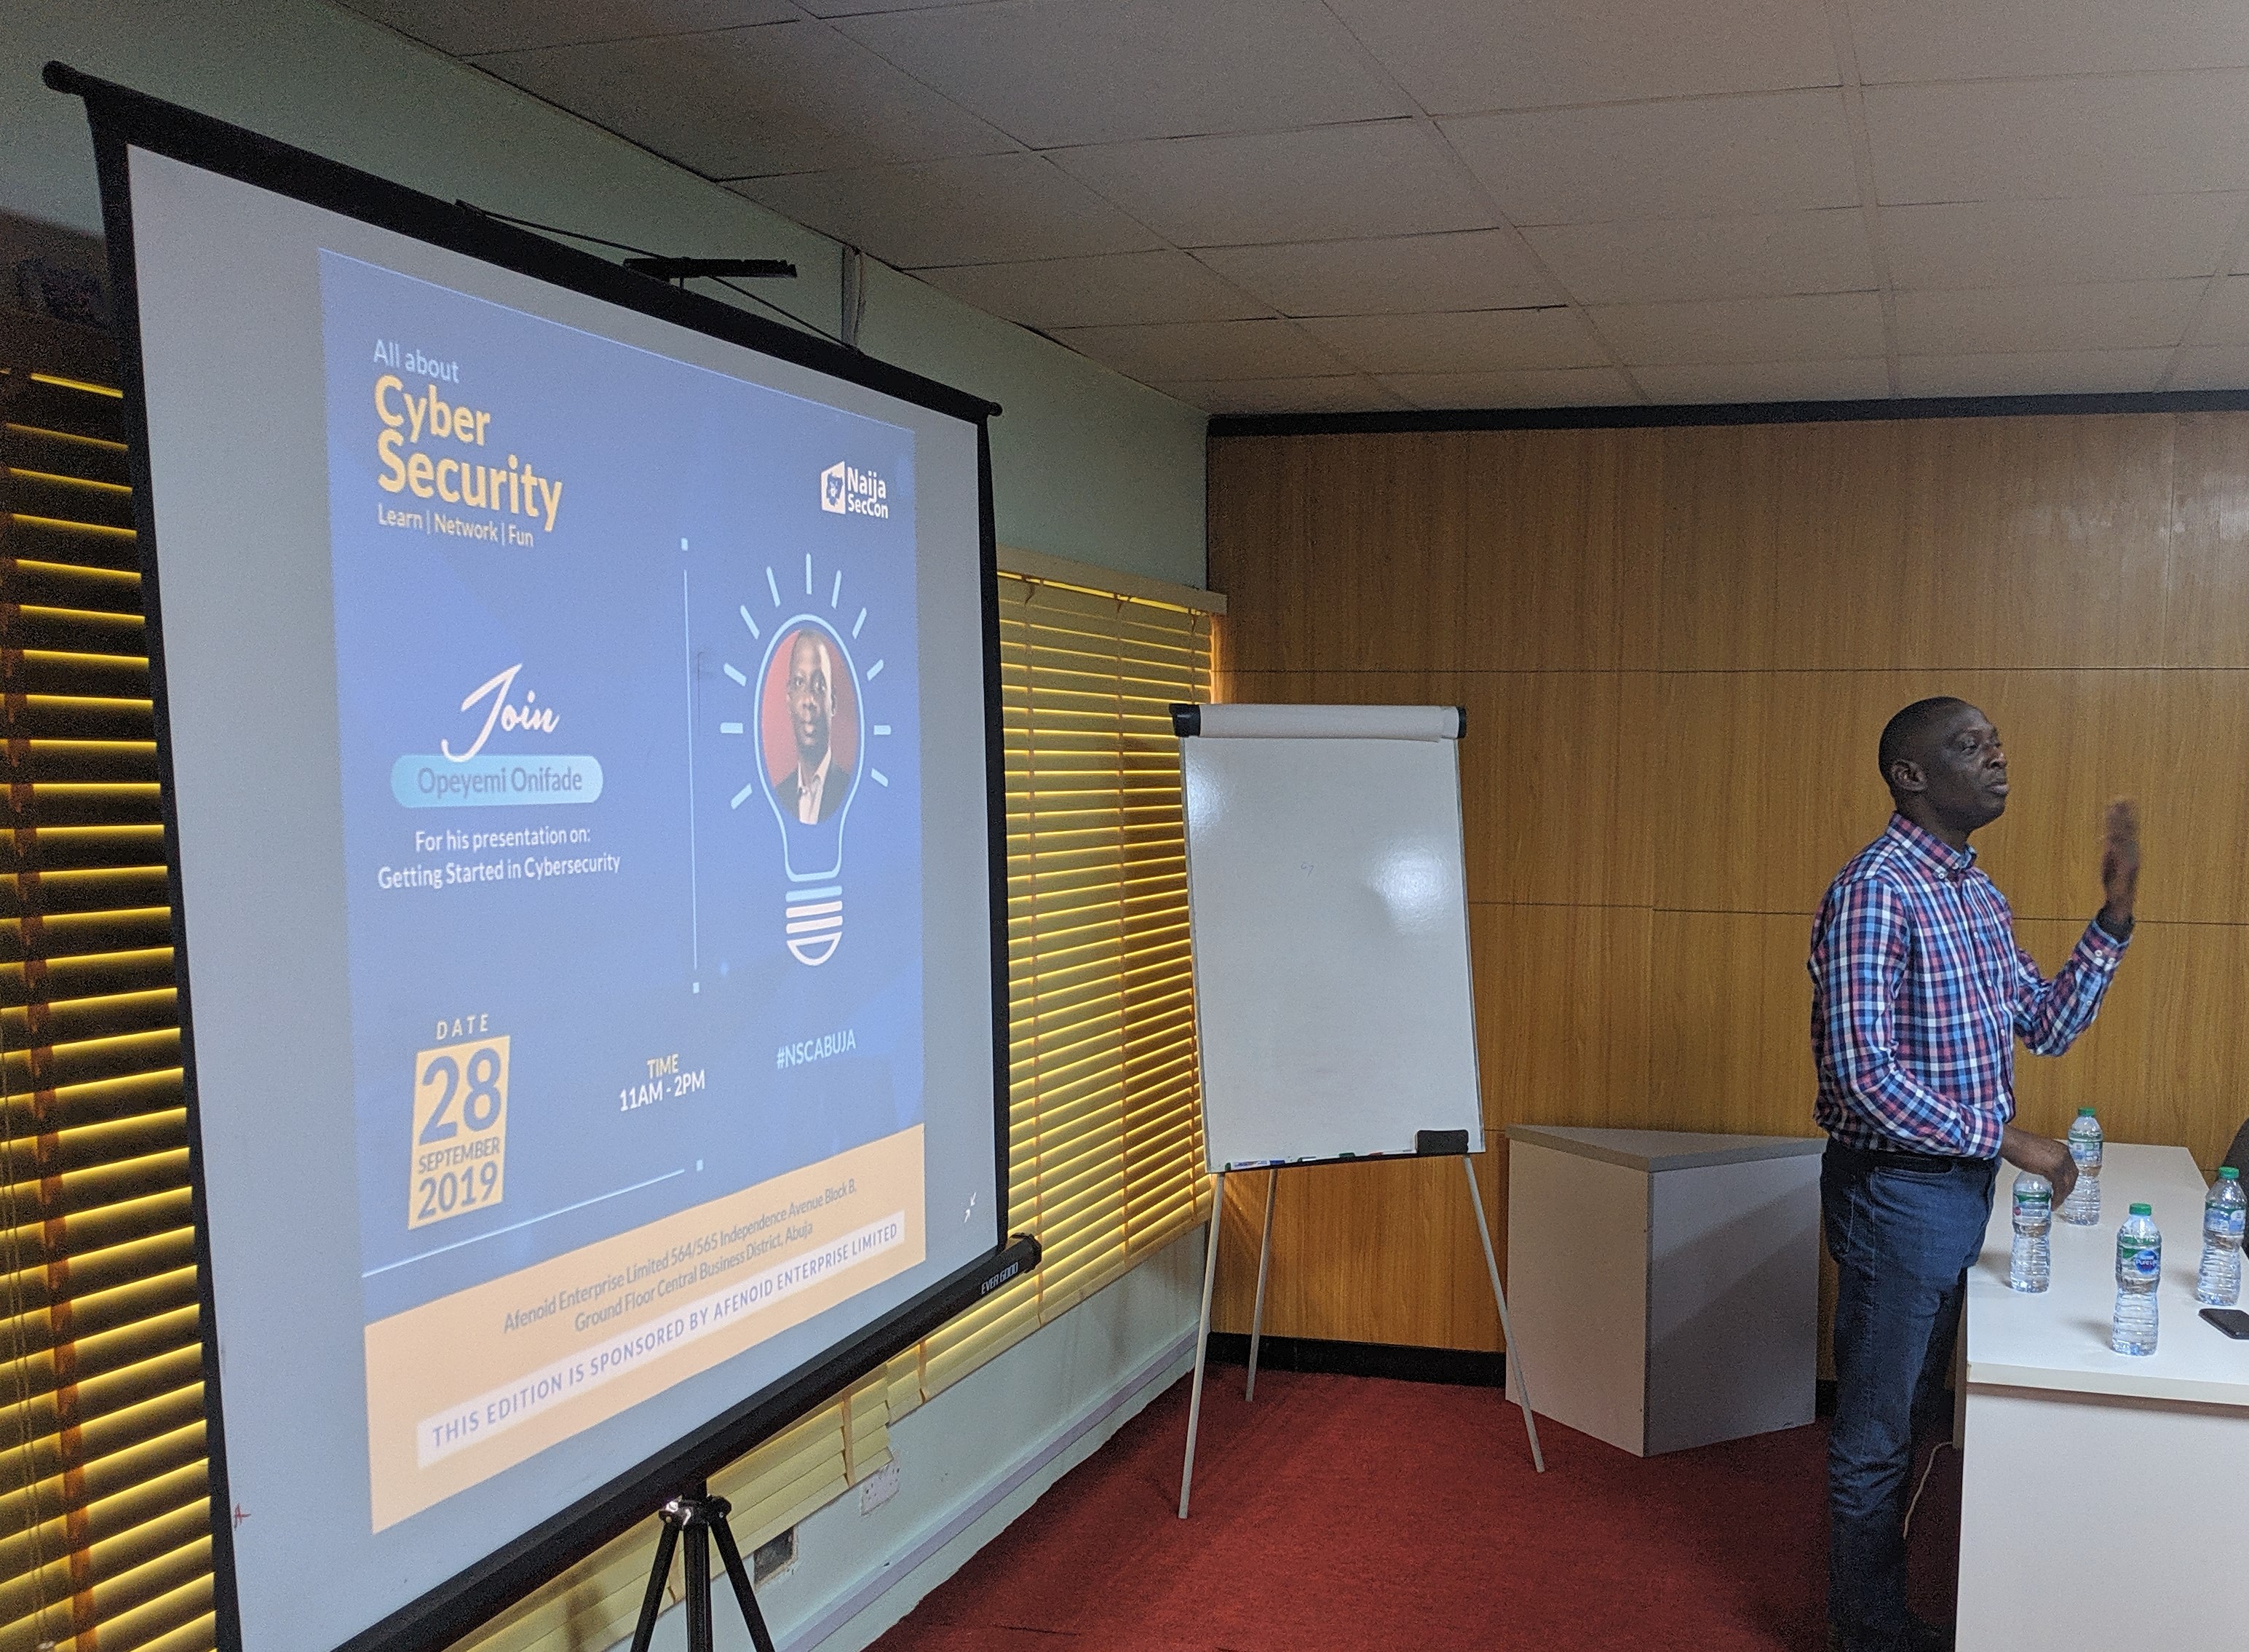 All about
Cyber
Security
Learn | Network | Fun
Naija
SecCon
Join
Opeyemi Onifade
For his presentation on:
Getting Started in Cybersecurity
DATE
28
SEPTEMBER
2019
TIME
11AM - 2PM
#NSCABUJA
Afenoid Enterprise Limited 564/565 Independence Avenue Block B,
Ground Floor Central Business District, Abuja
THIS EDITION IS SPONSORED BY AFENOID ENTERPRISE LIMITED
EVER GOOD